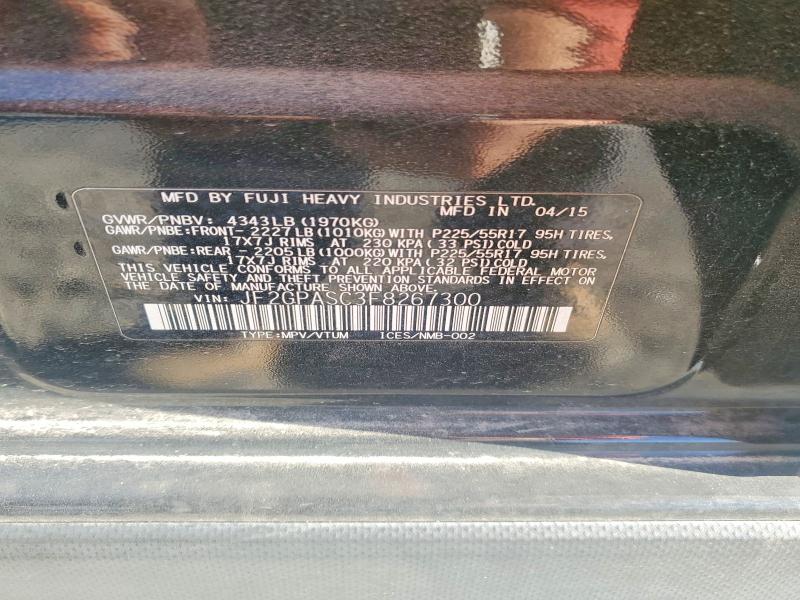 MFD BY FUJI HEAVY INDUSTRIES LTD.
MFD IN 04/15
GVWR/PNBV: 4343LB(1970KG)
GAWR/PNBE:FRONT-2227LB(1010KG)WITH P225/55R17 95H TIRES,
17X7J RIMS AT 230 KPA(33 PSI)COLD
GAWR/PNBE:REAR -2205LB(1000KG)WITH P225/55R17 95H TIRES,
17X7J RIMS.AT 220 KPA(32 PSI)COLD
THIS VEHICLE CONFORMS TO ALL APPLICABLE FEDERAL MOTOR
VEHICLE SAFETY AND THEFT PREVENTION STANDARDS IN EFFECT ON
THE DATE OF MANUFACTURE SHOWN ABOVE.
VIN: JF2GPASC3F8267300
TYPE:MPV/VTUM ICES/NMB-002